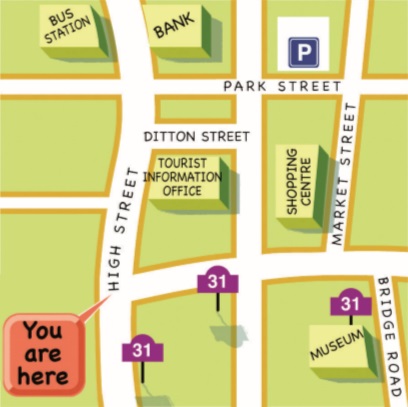 BUS
STATION
BANK
P
PARK STREET
DITTON STREET
TOURIST
INFORMATION
OFFICE
SHOPPING
CENTRE
MARKET STREET
HIGH STREET
31
31
31
MUSEUM
BRIDGE ROAD
You
are
here